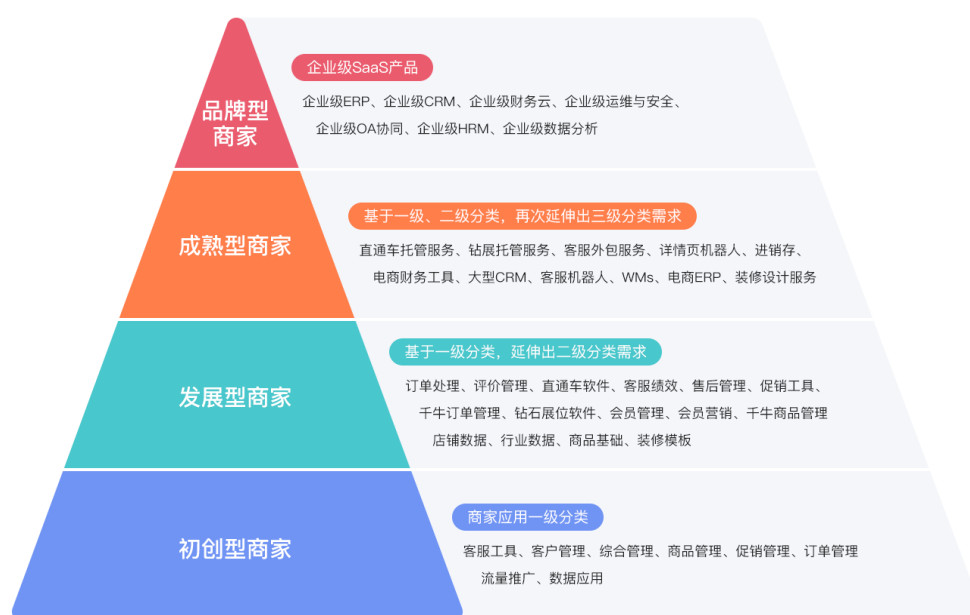 企业级SaaS产品
企业级ERP、企业级CRM、企业级财务云、企业级运维与安全、
企业级OA协同、企业级HRM、企业级数据分析
品牌型
商家
基于一级、二级分类，再次延伸出三级分类需求
直通车托管服务、钻展托管服务、客服外包服务、详情页机器人、进销存、
电商财务工具、大型CRM、客服机器人、WMs、电商ERP、装修设计服务
成熟型商家
基于一级分类，延伸出二级分类需求
订单处理、评价管理、直通车软件、客服绩效、售后管理、促销工具、
千牛订单管理、钻石展位软件、会员管理、会员营销、千牛商品管理
店铺数据、行业数据、商品基础、装修模板
发展型商家
商家应用一级分类
客服工具、客户管理、综合管理、商品管理、促销管理、订单管理
流量推广、数据应用
初创型商家